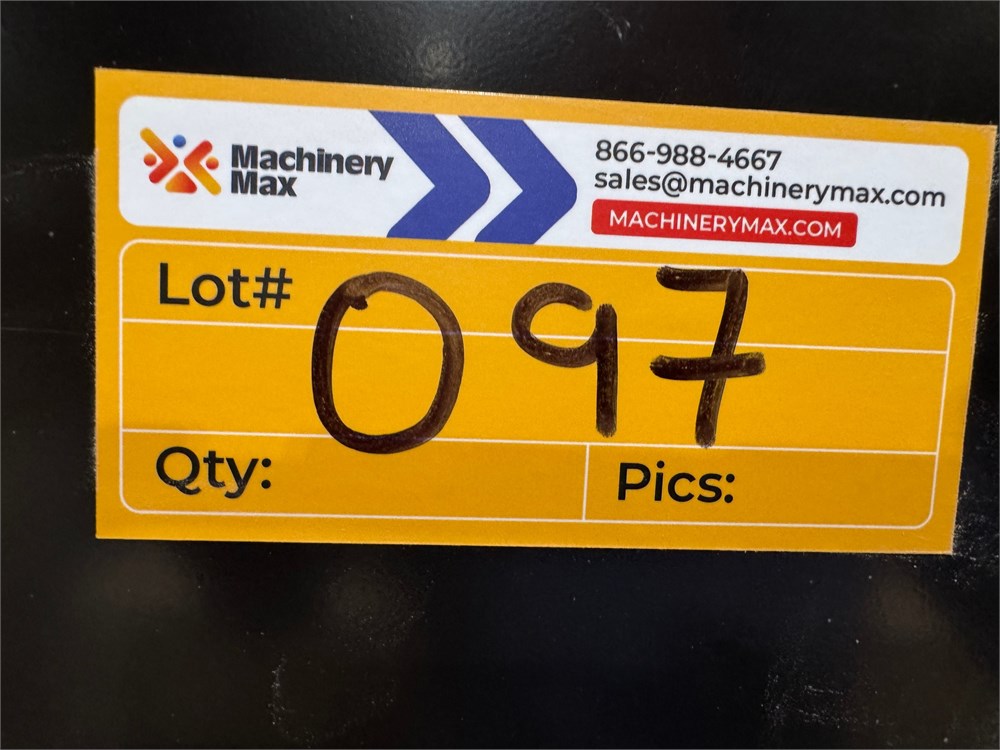 Machinery
Max
866-988-4667
sales@machinerymax.com
MACHINERYMAX.COM
Lot# 097
Qty:
Pics: